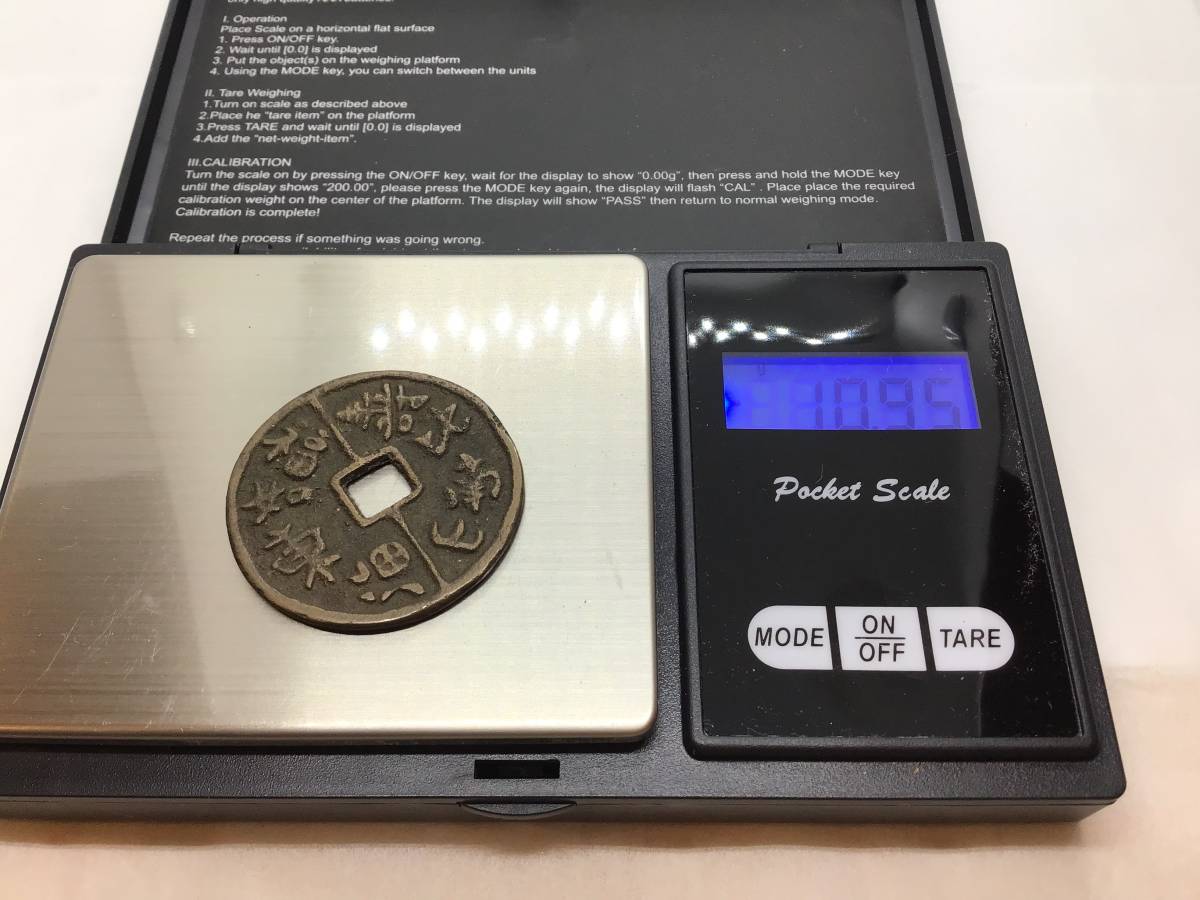 only high quality
I. Operation
Place Scale on a horizontal flat surface
1. Press ON/OFF key.
2. Wait until [0.0] is displayed
3. Put the object(s) on the weighing platform
4. Using the MODE key, you can switch between the units
II. Tare Weighing
1.Turn on scale as described above
2.Place he “tare item” on the platform
3.Press TARE and wait until [0.0] is displayed
4.Add the “net-weight-item”.
III.CALIBRATION
Turn the scale on by pressing the ON/OFF key, wait for the display to show “0.00g”, then press and hold the MODE key
until the display shows “200.00”, please press the MODE key again, the display will flash “CAL” . Place place the required
calibration weight on the center of the platform. The display will show “PASS” then return to normal weighing mode.
Calibration is complete!
Repeat the process if something was going wrong.
10.95
Pocket Scale
MODE
ON
OFF
TARE